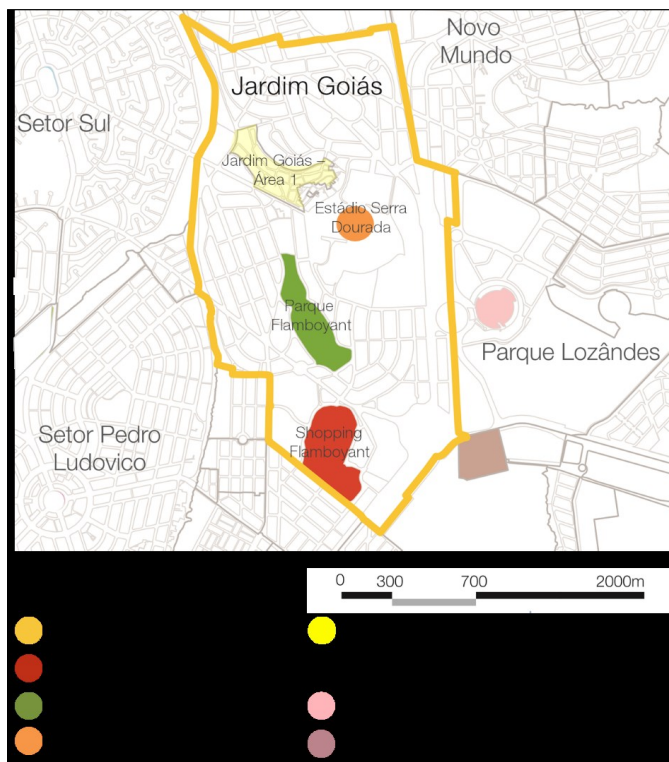 Novo
Mundo
Jardim Goiás
Setor Sul
Jardim Goiás –
Área 1
Estádio Serra
Dourada
Parque
Flamboyant
Parque Lozândes
Shopping
Flamboyant
Setor Pedro
Ludovico
0 300 700 2000m